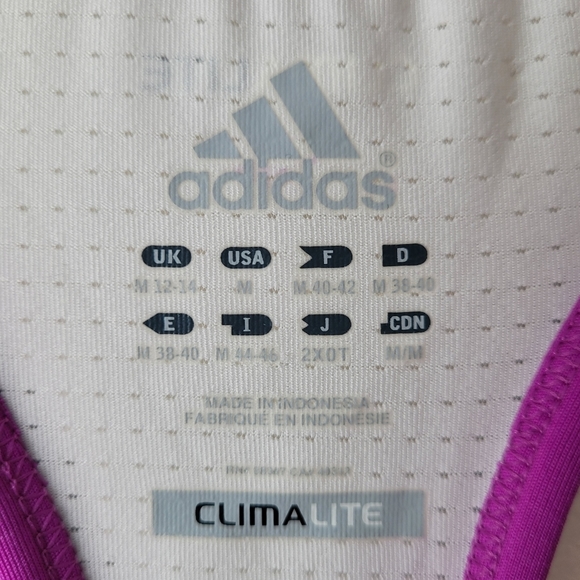 adidas®
UK USA F D
M 12-14 M M 40-42 M 38-40
E I J CDN
M 38-40 M 44-46 2XOT M/M
MADE IN INDONESIA
FABRIQUÉ EN INDONÉSIE
CLIMALITE